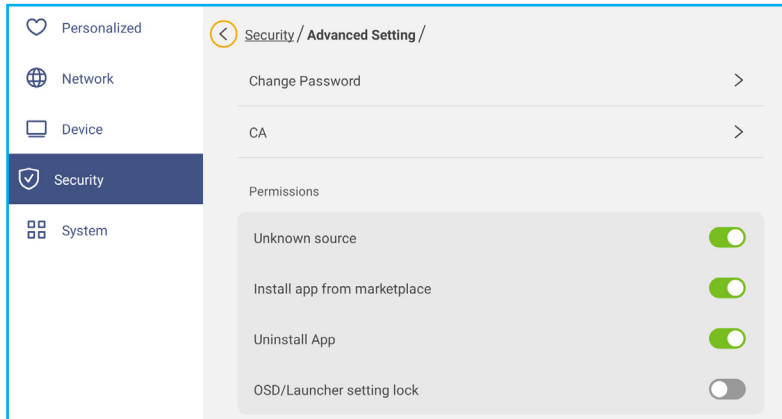 Personalized
Network
Device
Security
System
Security / Advanced Setting /
Change Password
CA
Permissions
Unknown source
Install app from marketplace
Uninstall App
OSD/Launcher setting lock